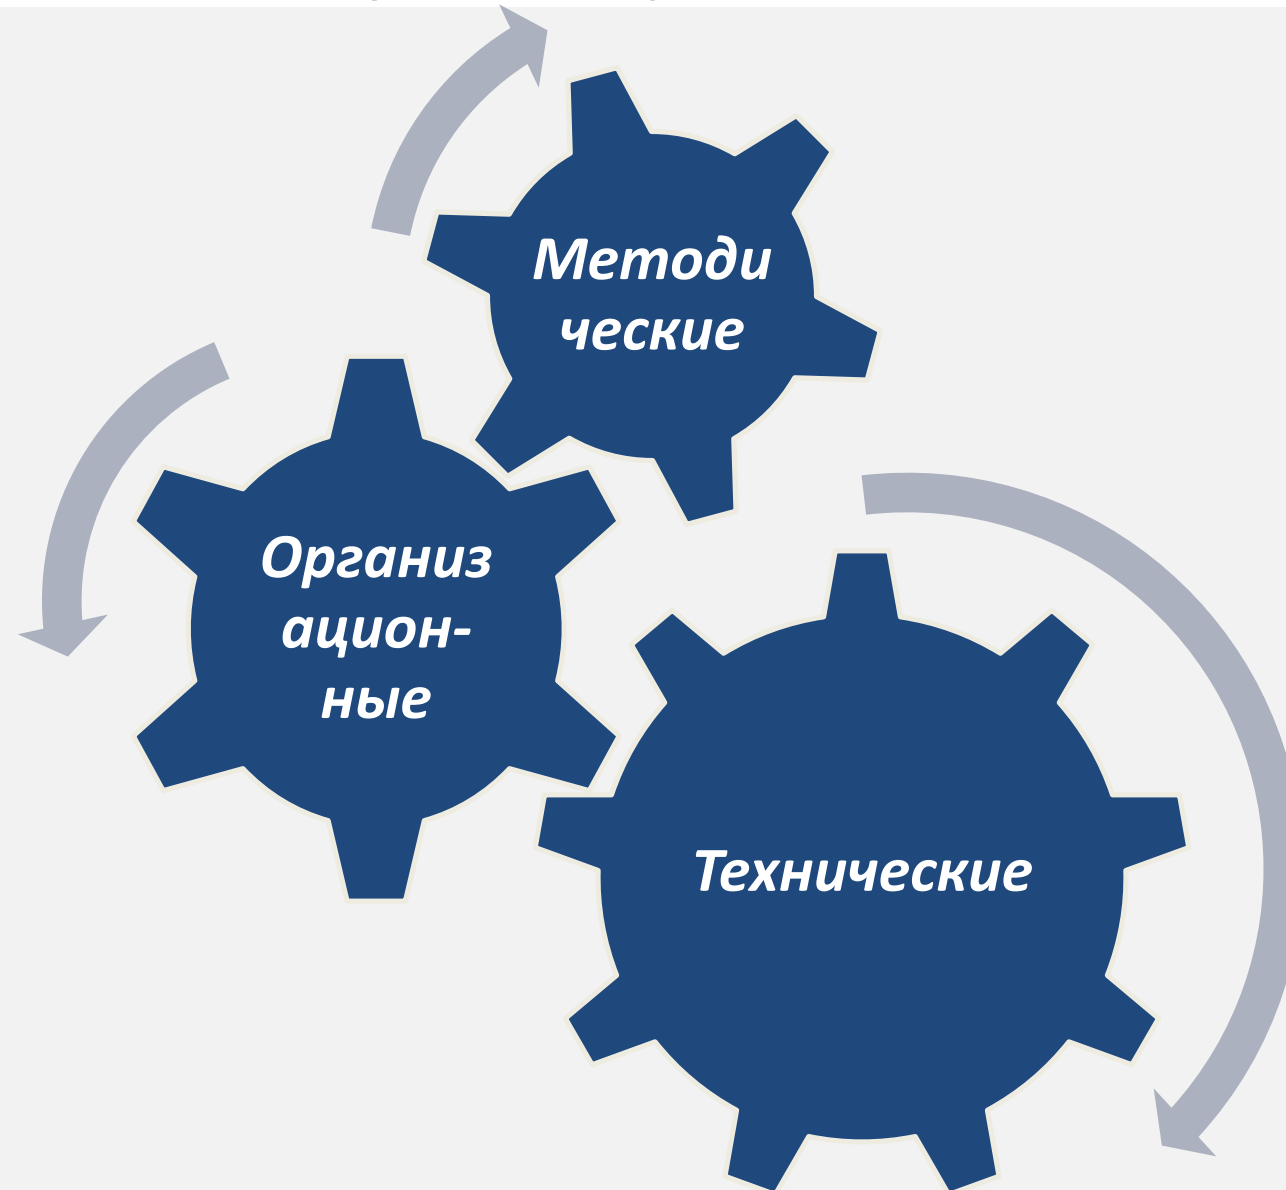 Методи
ческие
Организ
ацион-
ные
Технические